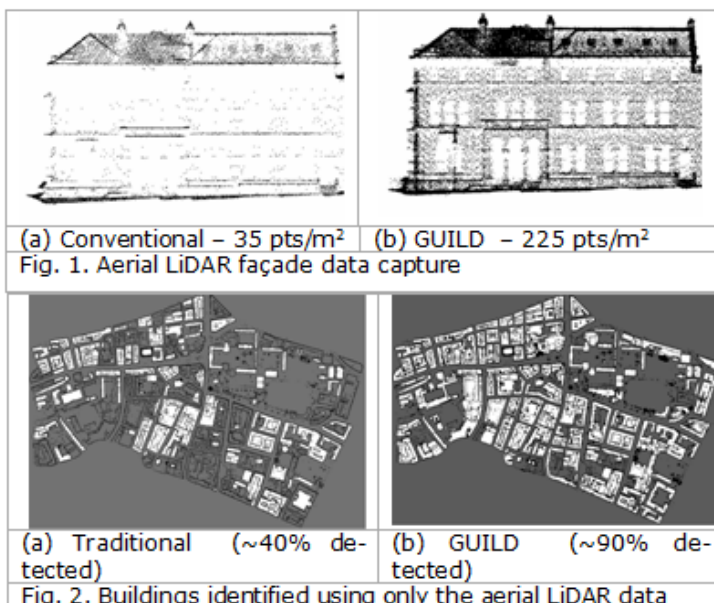 (a) Conventional – 35 pts/m²
(b) GUILD – 225 pts/m²
Fig. 1. Aerial LiDAR façade data capture
(a) Traditional (~40% de-
tected)
(b) GUILD (~90% de-
tected)
Fig. 2. Buildings identified using only the aerial LiDAR data